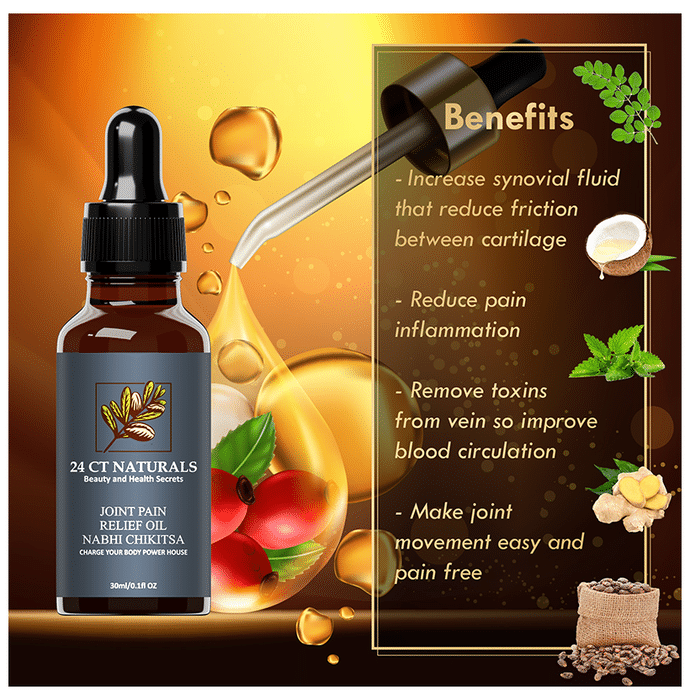 24 CT NATURALS
Beauty and Health Secrets
JOINT PAIN
RELIEF OIL
NABHI CHIKITSA
CHARGE YOUR BODY POWER HOUSE
30ml/0.1fl OZ
Benefits
- Increase synovial fluid
that reduce friction
between cartilage
- Reduce pain
inflammation
- Remove toxins
from vein so improve
blood circulation
- Make joint
movement easy and
pain free